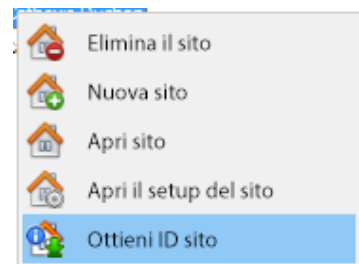 Elimina il sito
Nuova sito
Apri sito
Apri il setup del sito
Ottieni ID sito